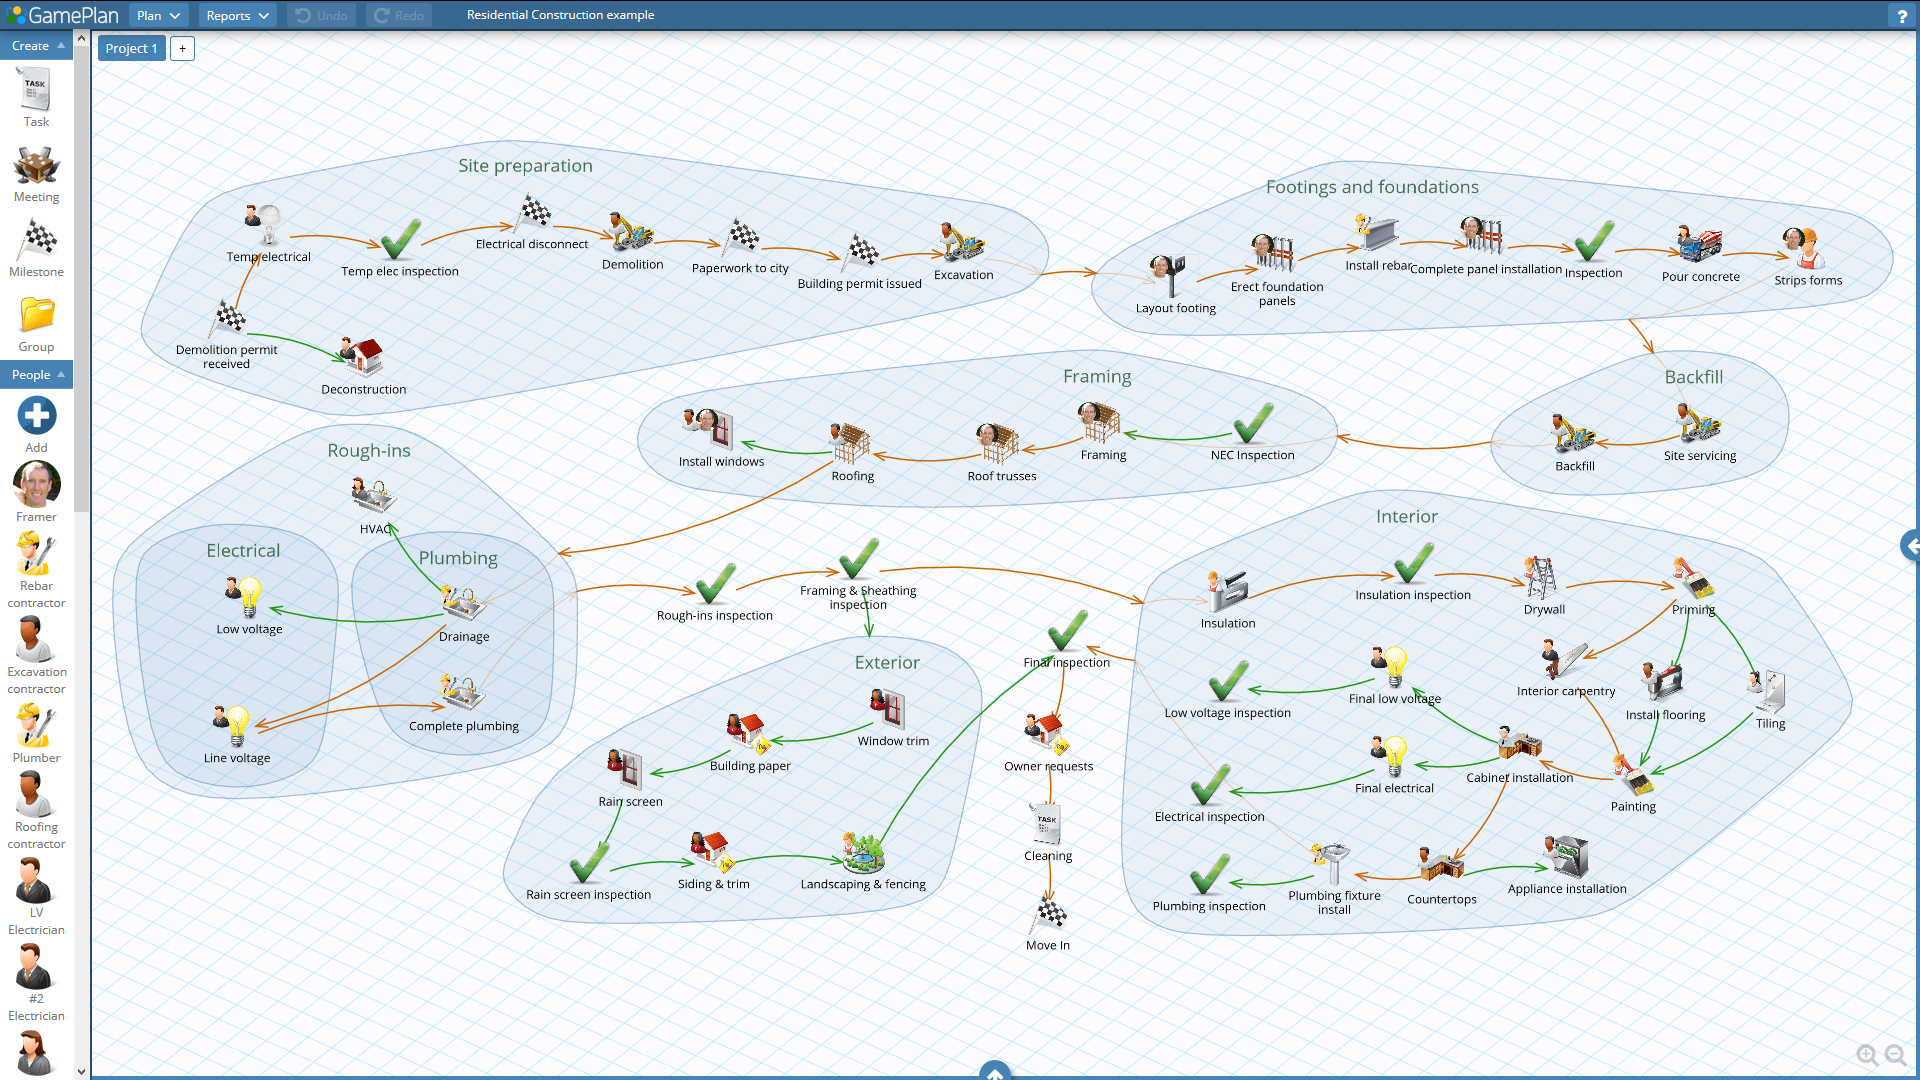 GamePlan
Plan
Reports
Undo
Redo
Residential Construction example
?
Create
Project 1
+
TASK
Task
Meeting
Milestone
Group
People
Add
Framer
Rebar
contractor
Excavation
contractor
Plumber
Roofing
contractor
LV
Electrician
#2
Electrician
Site preparation
Temp electrical
Temp elec inspection
Electrical disconnect
Demolition
Paperwork to city
Building permit issued
Excavation
Demolition permit
received
Deconstruction
Footings and foundations
Layout footing
Erect foundation
panels
Install rebar
Complete panel installation
Inspection
Pour concrete
Strips forms
Framing
Install windows
Roofing
Roof trusses
Framing
NEC Inspection
Backfill
Backfill
Site servicing
Rough-ins
HVAC
Electrical
Low voltage
Line voltage
Plumbing
Drainage
Complete plumbing
Rough-ins inspection
Framing & Sheathing
inspection
Exterior
Window trim
Building paper
Rain screen
Rain screen inspection
Siding & trim
Landscaping & fencing
Final inspection
Owner requests
TASK
Cleaning
Move In
Interior
Insulation
Insulation inspection
Drywall
Priming
Interior carpentry
Install flooring
Tiling
Low voltage inspection
Final low voltage
Cabinet installation
Painting
Final electrical
Electrical inspection
Plumbing inspection
Plumbing fixture
install
Countertops
Appliance installation